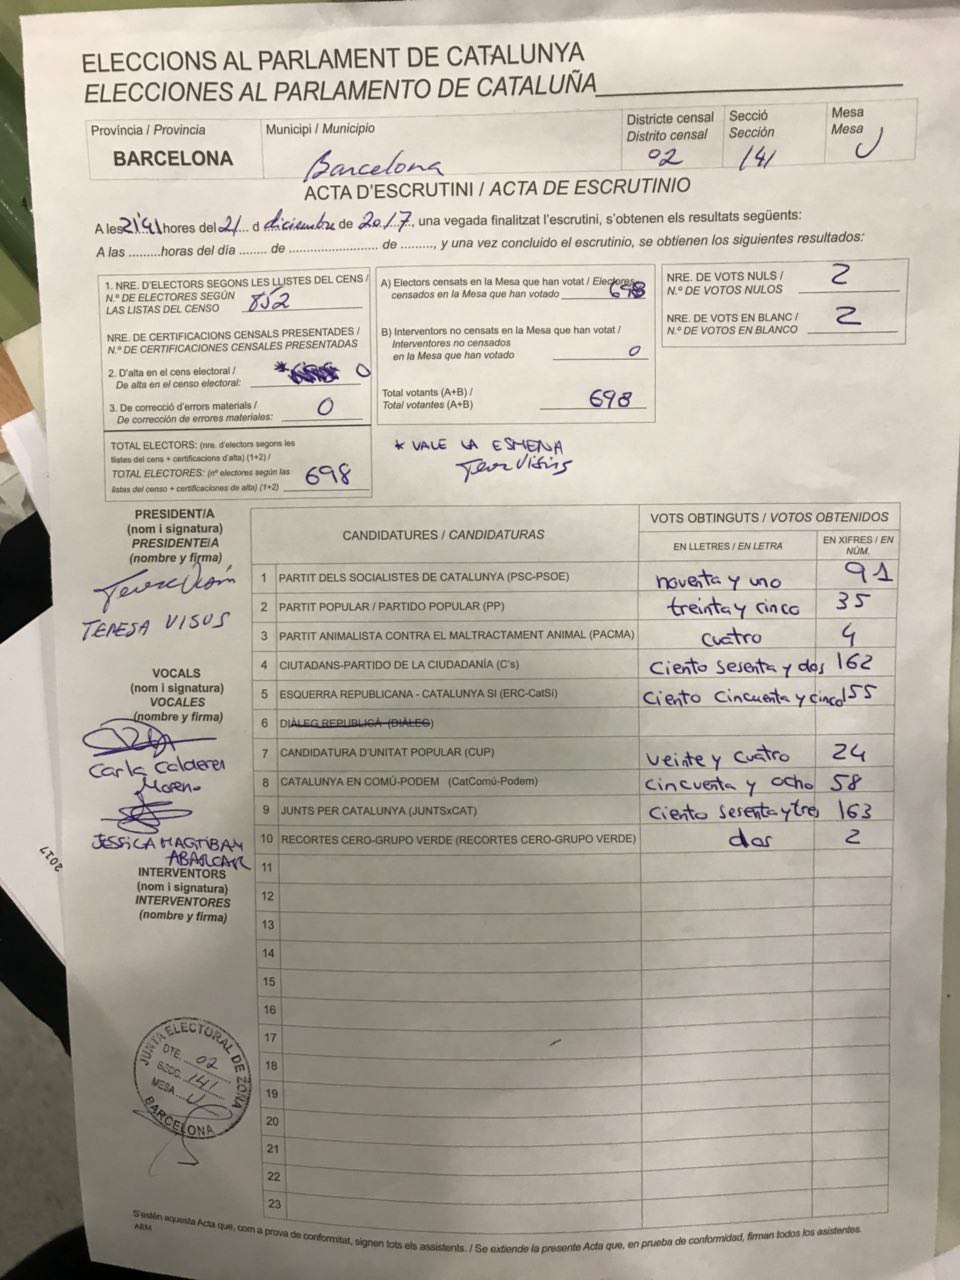 ELECCIONS AL PARLAMENT DE CATALUNYA
ELECCIONES AL PARLAMENTO DE CATALUÑA
Provincia / Provincia
BARCELONA
Municipi / Municipio
Barcelona
Districte censal
Distrito censal
02
Secció
Sección
141
Mesa
Mesa
U
ACTA D'ESCRUTINI / ACTA DE ESCRUTINIO
A les 21'41 hores del 21 d diciembre de 2017, una vegada finalitzat l'escrutini, s'obtenen els resultats següents:
A las .........horas del día ...... de ........................ de ........., y una vez concluido el escrutinio, se obtienen los siguientes resultados:
1. NRE. D'ELECTORS SEGONS LES LLISTES DEL CENS /
N.º DE ELECTORES SEGÚN
LAS LISTAS DEL CENSO 852
NRE. DE CERTIFICACIONS CENSALS PRESENTADES /
N.º DE CERTIFICACIONES CENSALES PRESENTADAS
2. D'alta en el cens electoral /
De alta en el censo electoral: * 0
3. De correcció d'errors materials /
De corrección de errores materiales: 0
TOTAL ELECTORS: (nre. d'electors segons les
llistes del cens + certificacions d'alta) (1+2) /
TOTAL ELECTORES: (nº electores según las
listas del censo + certificaciones de alta) (1+2) 698
A) Electors censats en la Mesa que han votat / Electores
censados en la Mesa que han votado 698
B) Interventors no censats en la Mesa que han votat /
Interventores no censados
en la Mesa que han votado 0
Total votants (A+B) /
Total votantes (A+B) 698
NRE. DE VOTS NULS /
N.º DE VOTOS NULOS 2
NRE. DE VOTS EN BLANC /
N.º DE VOTOS EN BLANCO 2
* VALE LA ESMENA
PRESIDENT/A
(nom i signatura)
PRESIDENTE/A
(nombre y firma)
TERESA VISUS
VOCALS
(nom i signatura)
VOCALES
(nombre y firma)
Carla Calderer
Moreno
JESSICA
INTERVENTORS
(nom i signatura)
INTERVENTORES
(nombre y firma)
CANDIDATURES / CANDIDATURAS
VOTS OBTINGUTS / VOTOS OBTENIDOS
EN LLETRES / EN LETRA
EN XIFRES / EN
NÚM.
1 PARTIT DELS SOCIALISTES DE CATALUNYA (PSC-PSOE) noventa y uno 91
2 PARTIT POPULAR / PARTIDO POPULAR (PP) treinta y cinco 35
3 PARTIT ANIMALISTA CONTRA EL MALTRACTAMENT ANIMAL (PACMA) cuatro 4
4 CIUTADANS-PARTIDO DE LA CIUDADANÍA (C's) ciento sesenta y dos 162
5 ESQUERRA REPUBLICANA - CATALUNYA SI (ERC-CatSí) ciento cincuenta y cinco 155
6 DIÀLEG REPUBLICÀ (DIÀLEG)
7 CANDIDATURA D'UNITAT POPULAR (CUP) veinte y cuatro 24
8 CATALUNYA EN COMÚ-PODEM (CatComú-Podem) cincuenta y ocho 58
9 JUNTS PER CATALUNYA (JUNTSxCAT) ciento sesenta y tres 163
10 RECORTES CERO-GRUPO VERDE (RECORTES CERO-GRUPO VERDE) dos 2
11
12
13
14
15
16
17
18
19
20
21
22
23
JUNTA ELECTORAL DE ZONA
DTE. 02
SECC. 141
MESA U
BARCELONA
S'estén aquesta Acta que, com a prova de conformitat, signen tots els assistents. / Se extiende la presente Acta que, en prueba de conformidad, firman todos los asistentes.
AEM
2017